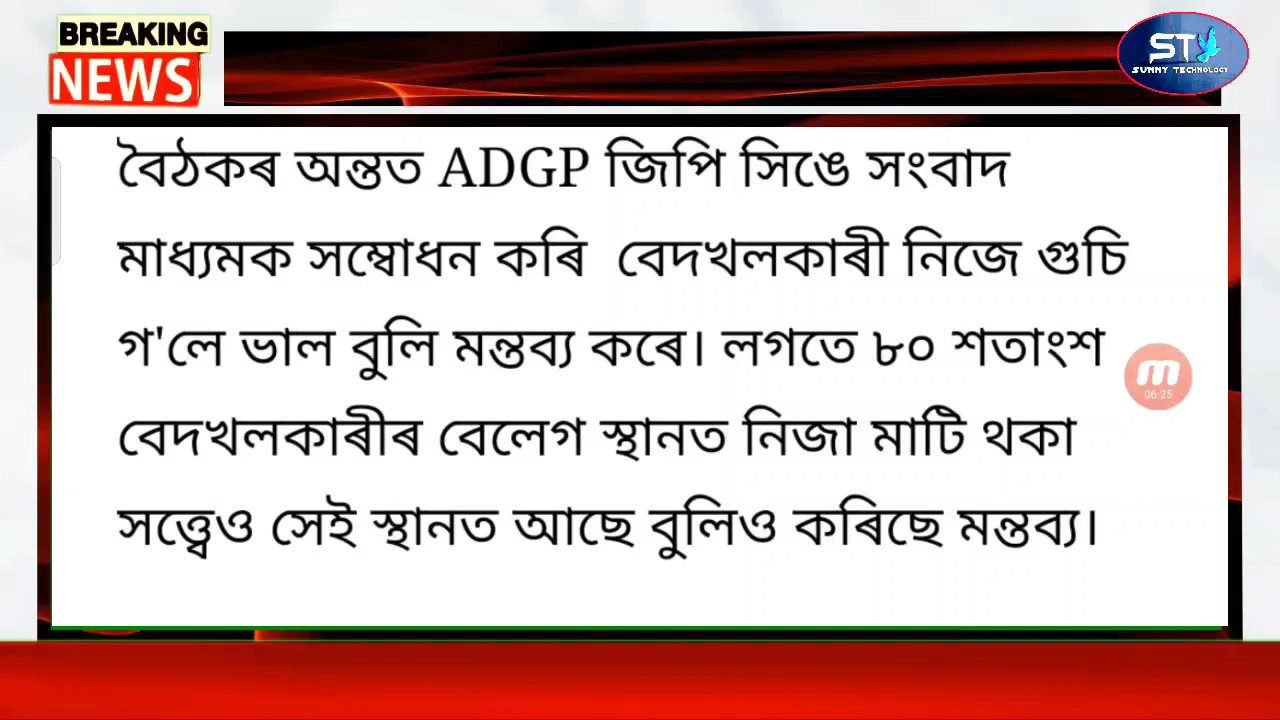 BREAKING
NEWS
ST
SUNNY TECHNOLOGY
বৈঠকৰ অন্তত ADGP জিপি সিঙে সংবাদ
মাধ্যমক সম্বোধন কৰি বেদখলকাৰী নিজে গুচি
গ'লে ভাল বুলি মন্তব্য কৰে। লগতে ৮০ শতাংশ
বেদখলকাৰীৰ বেলেগ স্থানত নিজা মাটি থকা
সত্ত্বেও সেই স্থানত আছে বুলিও কৰিছে মন্তব্য।
06:25